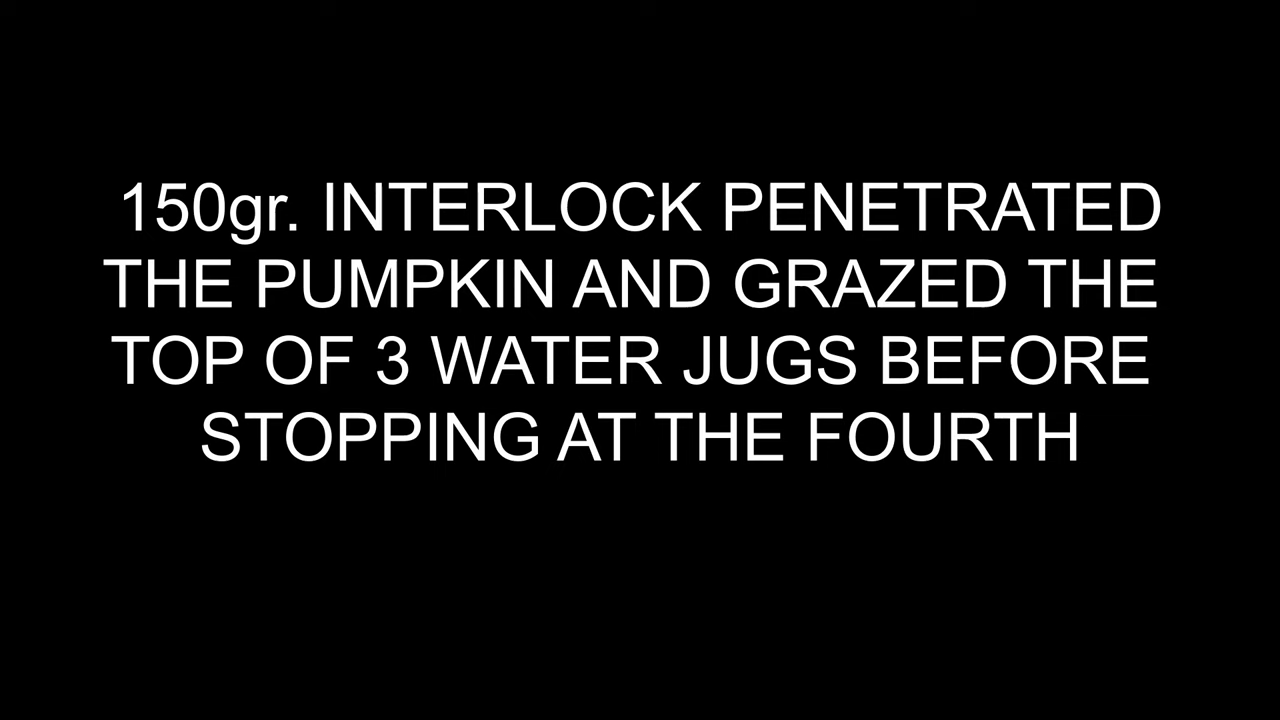 150gr. INTERLOCK PENETRATED
THE PUMPKIN AND GRAZED THE
TOP OF 3 WATER JUGS BEFORE
STOPPING AT THE FOURTH